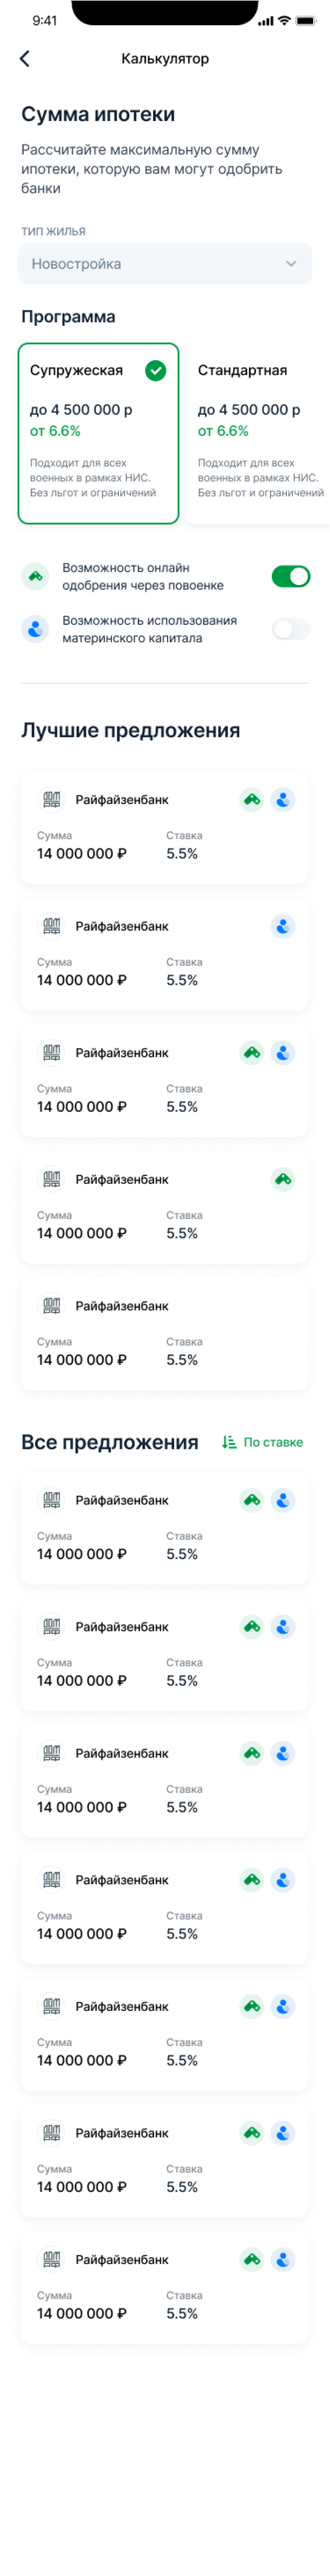 9:41
Калькулятор
Сумма ипотеки
Рассчитайте максимальную сумму
ипотеки, которую вам могут одобрить
банки
ТИП ЖИЛЬЯ
Новостройка
Программа
Супружеская
до 4 500 000 р
от 6.6%
Подходит для всех
военных в рамках НИС.
Без льгот и ограничений
Стандартная
до 4 500 000 р
от 6.6%
Подходит для всех
военных в рамках НИС.
Без льгот и ограничений
Возможность онлайн
одобрения через повоенке
Возможность использования
материнского капитала
Лучшие предложения
Райфайзенбанк
Сумма Ставка
14 000 000 ₽ 5.5%
Райфайзенбанк
Сумма Ставка
14 000 000 ₽ 5.5%
Райфайзенбанк
Сумма Ставка
14 000 000 ₽ 5.5%
Райфайзенбанк
Сумма Ставка
14 000 000 ₽ 5.5%
Райфайзенбанк
Сумма Ставка
14 000 000 ₽ 5.5%
Все предложения По ставке
Райфайзенбанк
Сумма Ставка
14 000 000 ₽ 5.5%
Райфайзенбанк
Сумма Ставка
14 000 000 ₽ 5.5%
Райфайзенбанк
Сумма Ставка
14 000 000 ₽ 5.5%
Райфайзенбанк
Сумма Ставка
14 000 000 ₽ 5.5%
Райфайзенбанк
Сумма Ставка
14 000 000 ₽ 5.5%
Райфайзенбанк
Сумма Ставка
14 000 000 ₽ 5.5%
Райфайзенбанк
Сумма Ставка
14 000 000 ₽ 5.5%